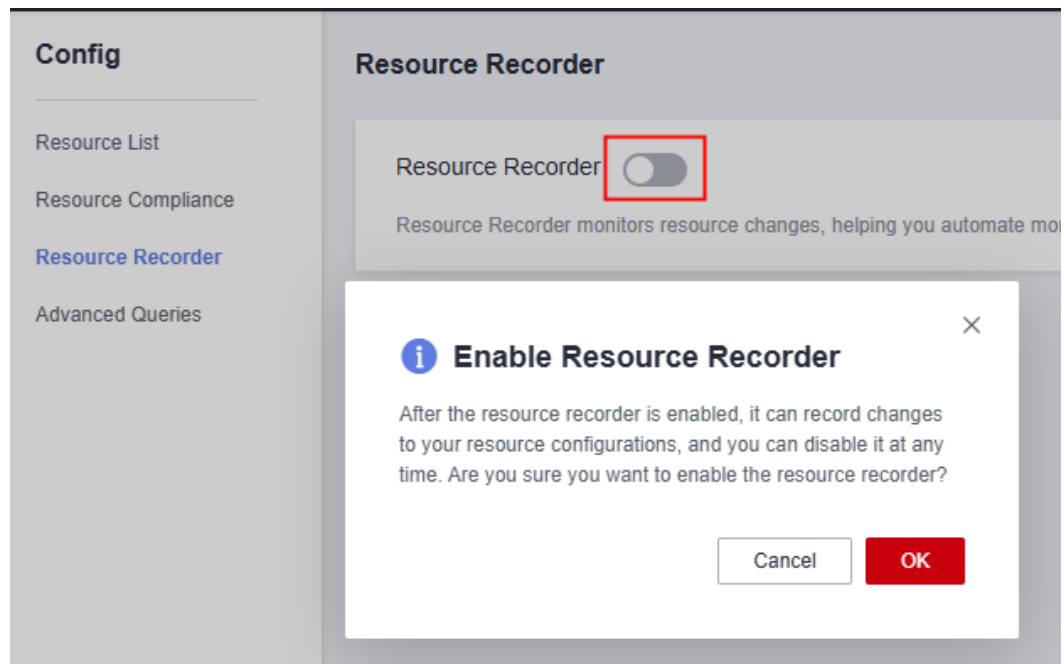 Config
Resource List
Resource Compliance
Resource Recorder
Advanced Queries
Resource Recorder
Resource Recorder
Resource Recorder monitors resource changes, helping you automate
Enable Resource Recorder
After the resource recorder is enabled, it can record changes
to your resource configurations, and you can disable it at any
time. Are you sure you want to enable the resource recorder?
Cancel
OK